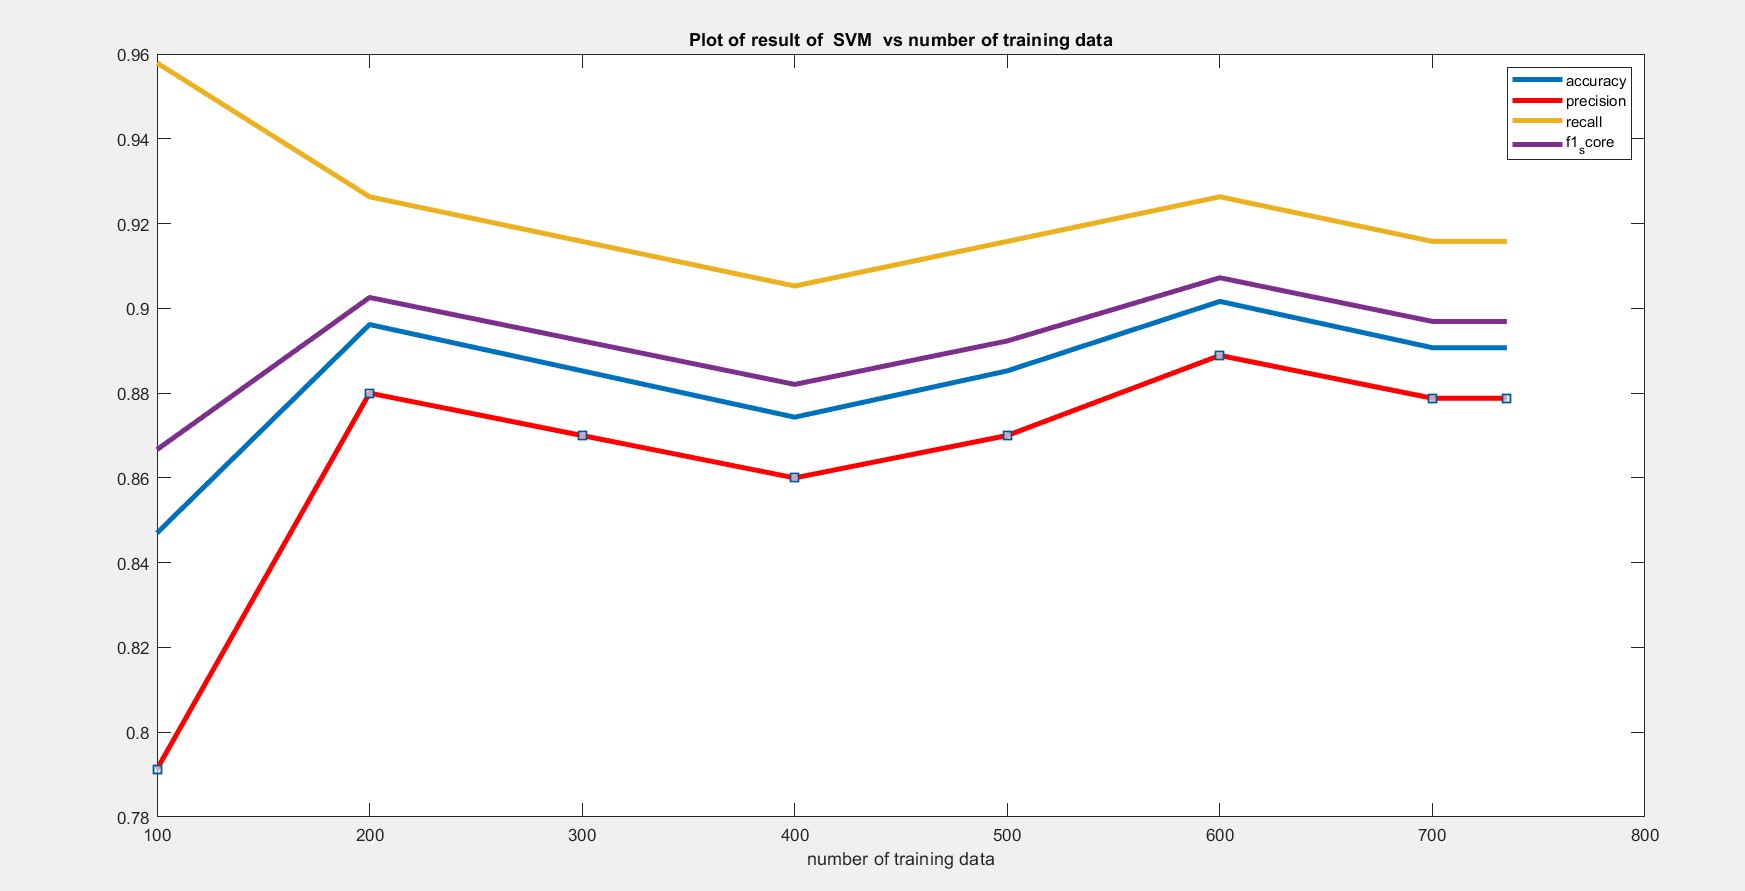 Plot of result of  SVM  vs number of training data
0.96
0.94
0.92
0.9
0.88
0.86
0.84
0.82
0.8
0.78
accuracy
precision
recall
f1score
100 200 300 400 500 600 700 800
number of training data